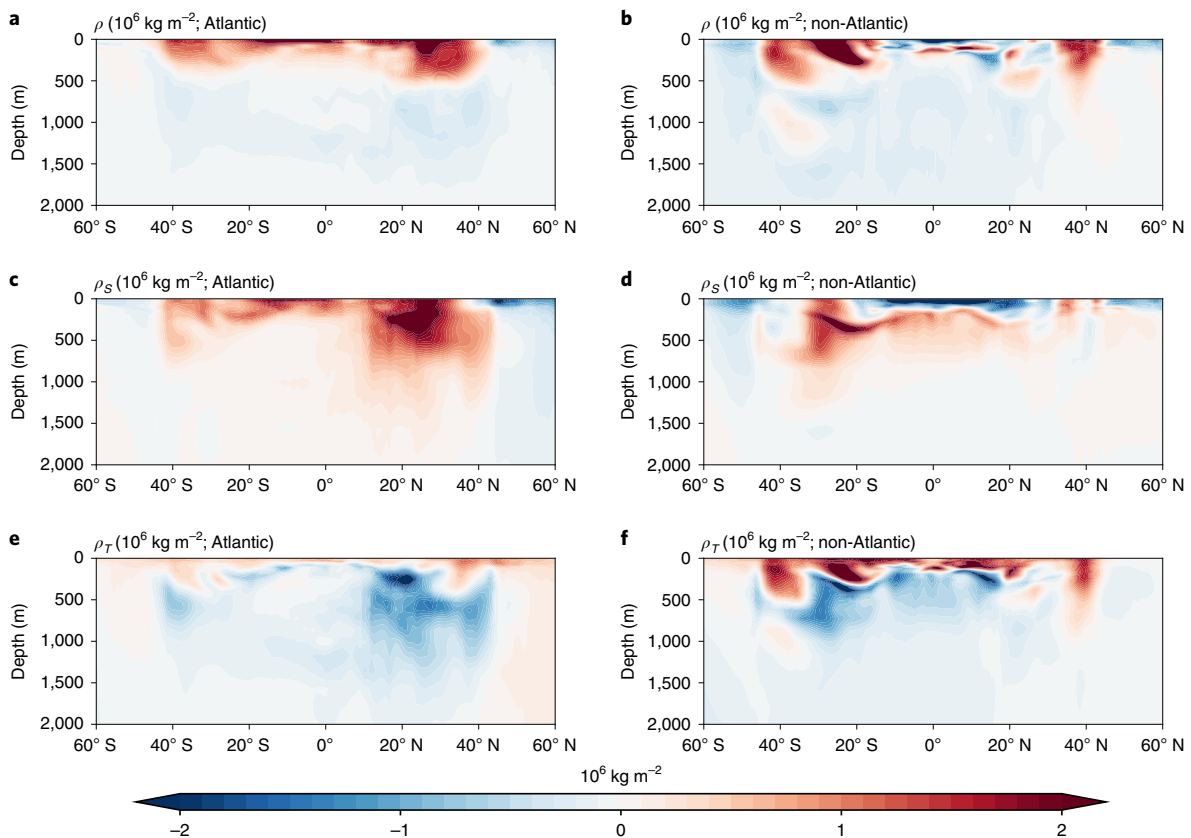 a
ρ (10⁶ kg m⁻²; Atlantic)
0
500
1,000
1,500
2,000
Depth (m)
60° S 40° S 20° S 0° 20° N 40° N 60° N
b
ρ (10⁶ kg m⁻²; non-Atlantic)
0
500
1,000
1,500
2,000
Depth (m)
60° S 40° S 20° S 0° 20° N 40° N 60° N
c
ρS (10⁶ kg m⁻²; Atlantic)
0
500
1,000
1,500
2,000
Depth (m)
60° S 40° S 20° S 0° 20° N 40° N 60° N
d
ρS (10⁶ kg m⁻²; non-Atlantic)
0
500
1,000
1,500
2,000
Depth (m)
60° S 40° S 20° S 0° 20° N 40° N 60° N
e
ρT (10⁶ kg m⁻²; Atlantic)
0
500
1,000
1,500
2,000
Depth (m)
60° S 40° S 20° S 0° 20° N 40° N 60° N
f
ρT (10⁶ kg m⁻²; non-Atlantic)
0
500
1,000
1,500
2,000
Depth (m)
60° S 40° S 20° S 0° 20° N 40° N 60° N
10⁶ kg m⁻²
−2 −1 0 1 2